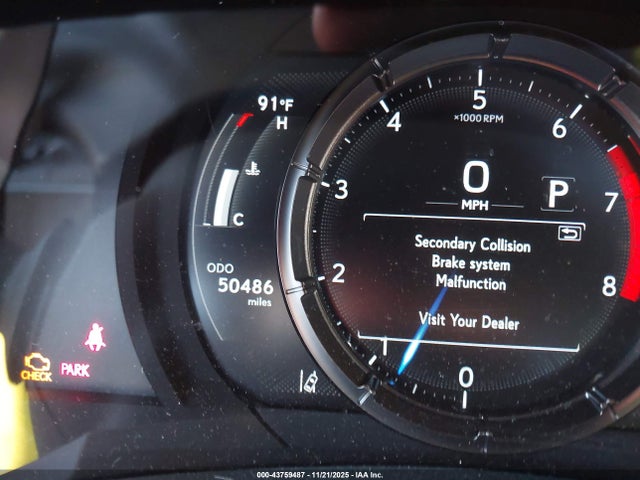 91°F
H
C
ODO
50486
miles
CHECK
PARK
0
1
2
3
4
5
6
7
8
×1000 RPM
0
MPH
P
Secondary Collision
Brake system
Malfunction
Visit Your Dealer
000-43759487 - 11/21/2025 - IAA Inc.